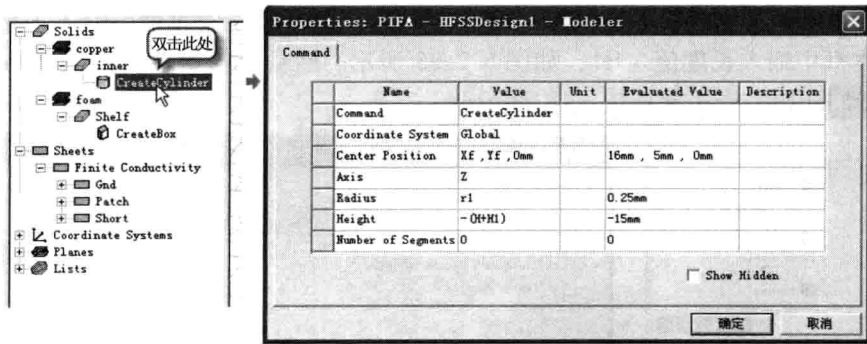 Solids
copper
inner
CreateCylinder
foam
Shelf
CreateBox
Sheets
Finite Conductivity
Gnd
Patch
Short
Coordinate Systems
Planes
Lists
双击此处
Properties: PIFA - HFSSDesign1 - Modeler
Command
Name Value Unit Evaluated Value Description
Command CreateCylinder
Coordinate System Global
Center Position Xf ,Yf ,0mm 16mm , 5mm , 0mm
Axis Z
Radius r1 0.25mm
Height -(H+H1) -15mm
Number of Segments 0 0
Show Hidden
确定 取消